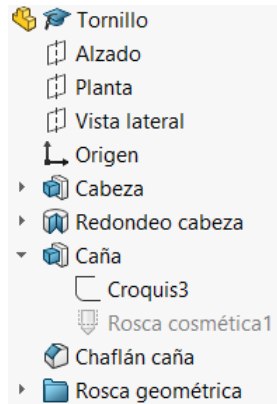 Tornillo
Alzado
Planta
Vista lateral
Origen
Cabeza
Redondeo cabeza
Caña
Croquis3
Rosca cosmética1
Chaflán caña
Rosca geométrica